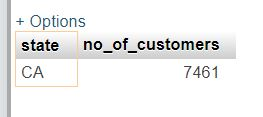 + Options
state no_of_customers
CA 7461